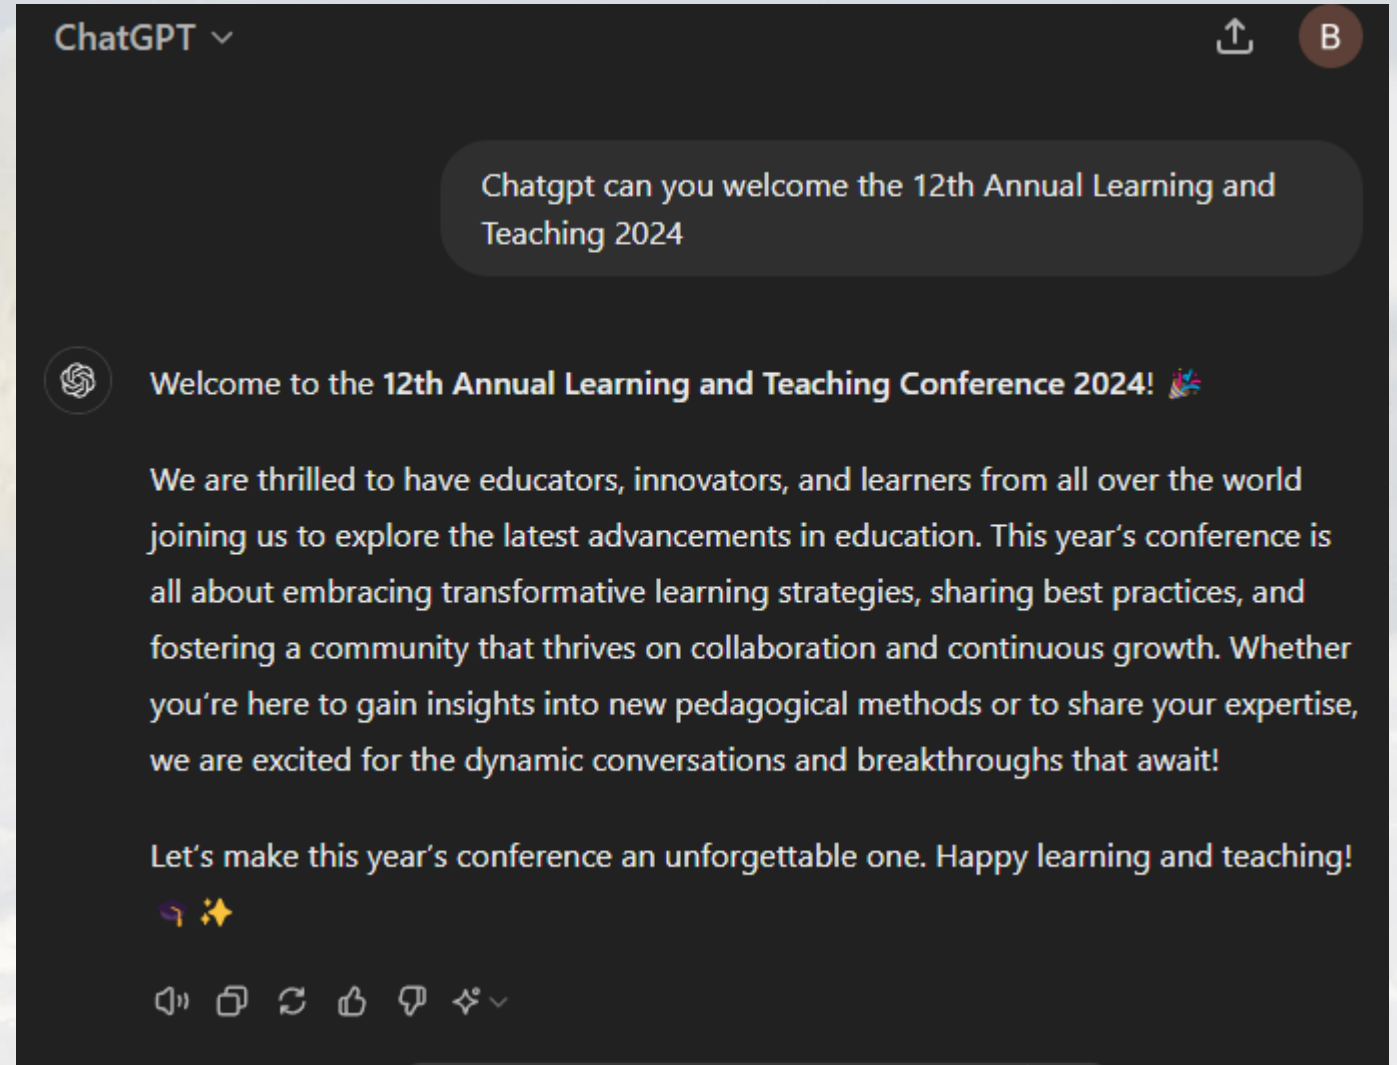 ChatGPT
B
Chatgpt can you welcome the 12th Annual Learning and
Teaching 2024
Welcome to the 12th Annual Learning and Teaching Conference 2024! 🎉
We are thrilled to have educators, innovators, and learners from all over the world
joining us to explore the latest advancements in education. This year's conference is
all about embracing transformative learning strategies, sharing best practices, and
fostering a community that thrives on collaboration and continuous growth. Whether
you're here to gain insights into new pedagogical methods or to share your expertise,
we are excited for the dynamic conversations and breakthroughs that await!
Let's make this year's conference an unforgettable one. Happy learning and teaching!
🎓 ✨